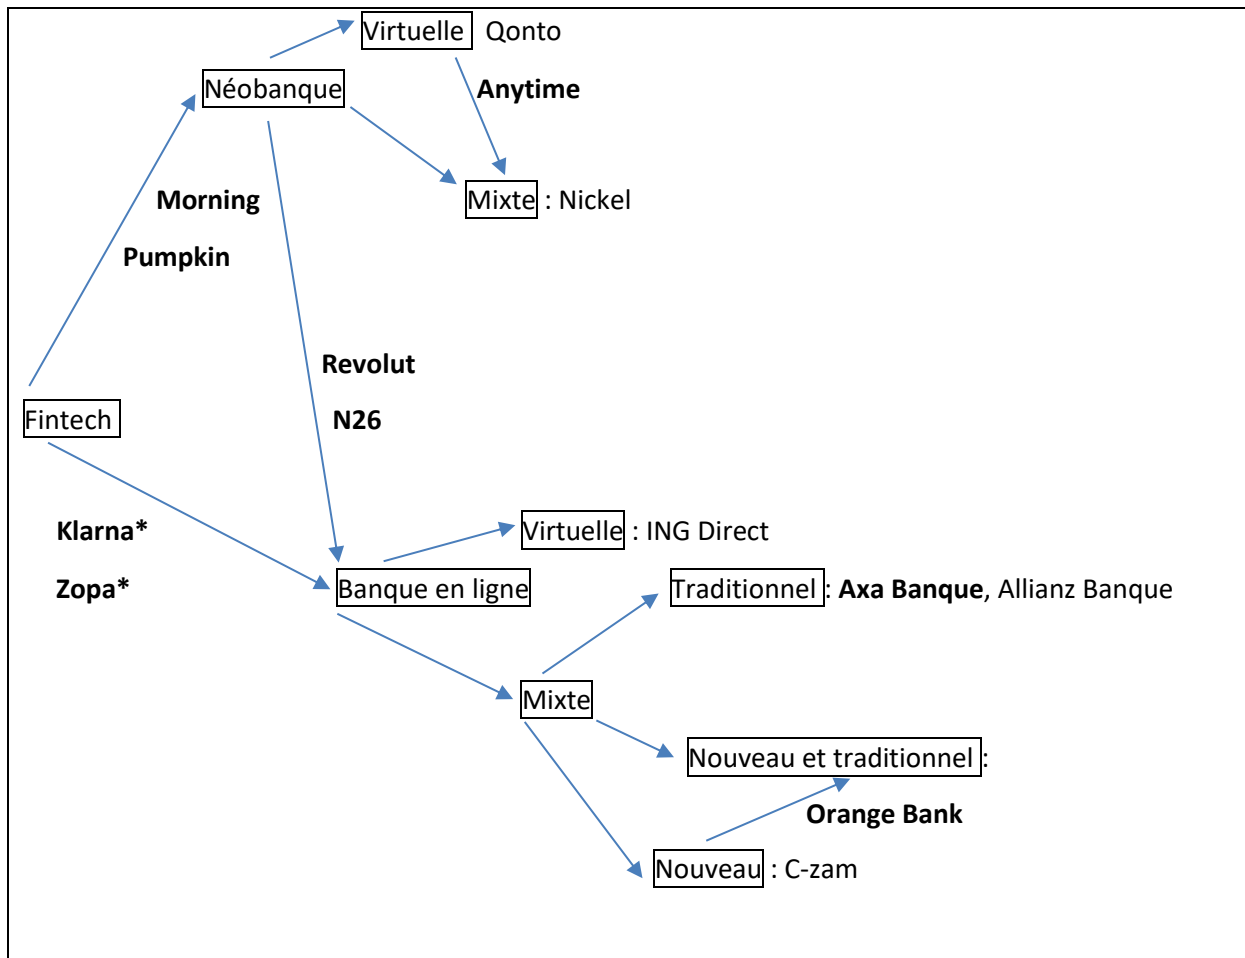 Virtuelle Qonto
Néobanque
Anytime
Morning
Mixte : Nickel
Pumpkin
Revolut
Fintech
N26
Klarna*
Virtuelle : ING Direct
Zopa*
Banque en ligne
Traditionnel : Axa Banque, Allianz Banque
Mixte
Nouveau et traditionnel :
Orange Bank
Nouveau : C-zam